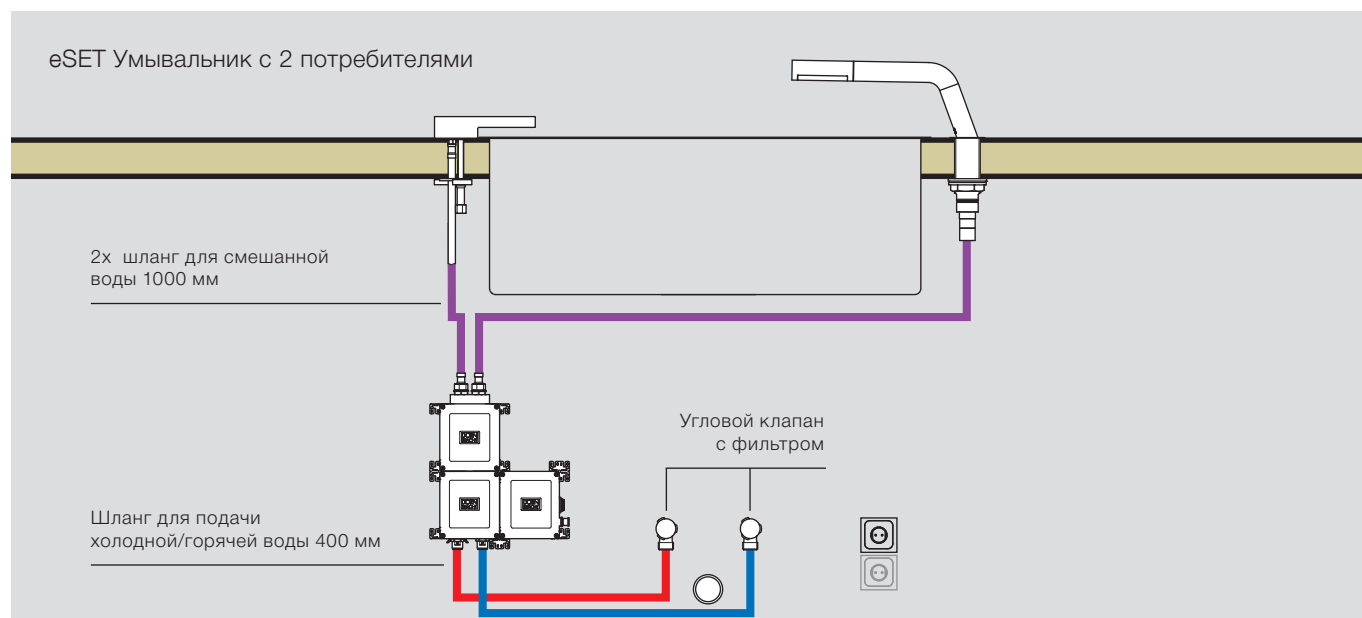 eSET Умывальник с 2 потребителями
2x шланг для смешанной
воды 1000 мм
Угловой клапан
с фильтром
Шланг для подачи
холодной/горячей воды 400 мм